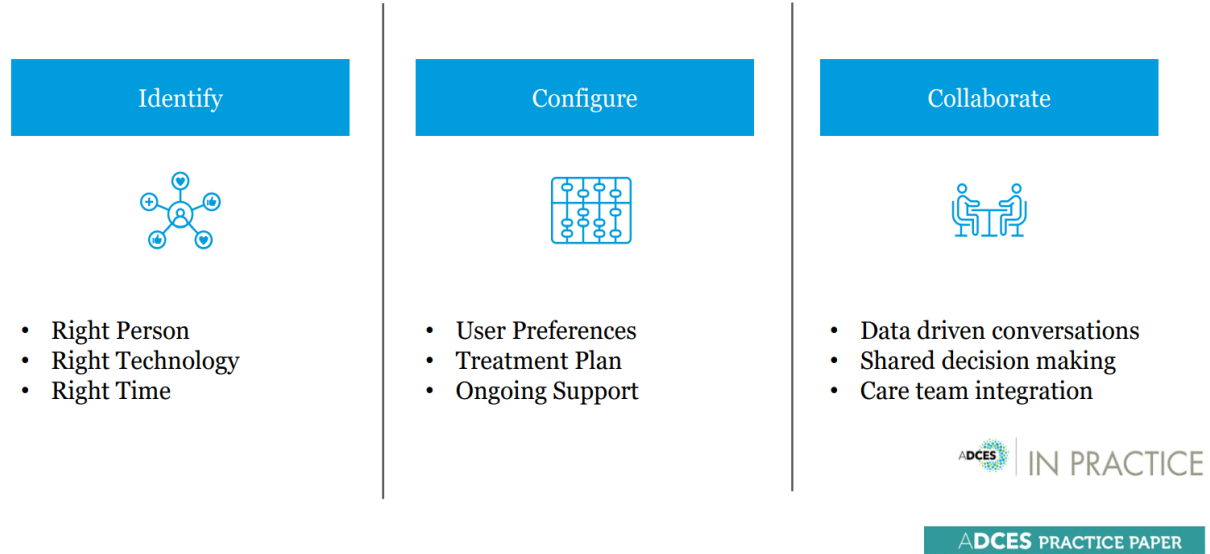 Identify
• Right Person
• Right Technology
• Right Time
Configure
• User Preferences
• Treatment Plan
• Ongoing Support
Collaborate
• Data driven conversations
• Shared decision making
• Care team integration
ADCES IN PRACTICE
ADCES PRACTICE PAPER